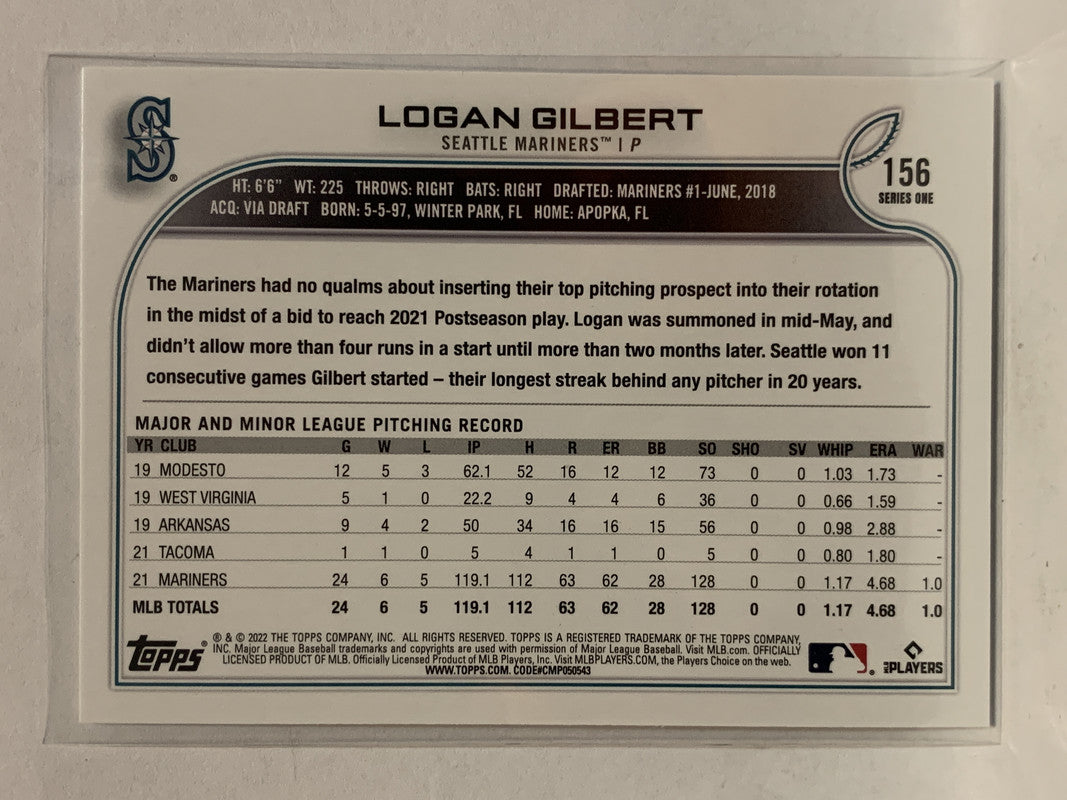 S®
LOGAN GILBERT
SEATTLE MARINERS™ | P
156
SERIES ONE
HT: 6'6" WT: 225 THROWS: RIGHT BATS: RIGHT DRAFTED: MARINERS #1-JUNE, 2018
ACQ: VIA DRAFT BORN: 5-5-97, WINTER PARK, FL HOME: APOPKA, FL
The Mariners had no qualms about inserting their top pitching prospect into their rotation
in the midst of a bid to reach 2021 Postseason play. Logan was summoned in mid-May, and
didn't allow more than four runs in a start until more than two months later. Seattle won 11
consecutive games Gilbert started – their longest streak behind any pitcher in 20 years.
MAJOR AND MINOR LEAGUE PITCHING RECORD
YR CLUB G W L IP H R ER BB SO SHO SV WHIP ERA WAR
19 MODESTO 12 5 3 62.1 52 16 12 12 73 0 0 1.03 1.73 -
19 WEST VIRGINIA 5 1 0 22.2 9 4 4 6 36 0 0 0.66 1.59 -
19 ARKANSAS 9 4 2 50 34 16 16 15 56 0 0 0.98 2.88 -
21 TACOMA 1 1 0 5 4 1 1 0 5 0 0 0.80 1.80 -
21 MARINERS 24 6 5 119.1 112 63 62 28 128 0 0 1.17 4.68 1.0
MLB TOTALS 24 6 5 119.1 112 63 62 28 128 0 0 1.17 4.68 1.0
topps®
® & © 2022 THE TOPPS COMPANY, INC. ALL RIGHTS RESERVED. TOPPS IS A REGISTERED TRADEMARK OF THE TOPPS COMPANY,
INC. Major League Baseball trademarks and copyrights are used with permission of Major League Baseball. Visit MLB.com. OFFICIALLY
LICENSED PRODUCT OF MLB. Officially Licensed Product of MLB Players, Inc. Visit MLBPLAYERS.COM, the Players Choice on the web.
WWW.TOPPS.COM. CODE#CMP050543
MLB PLAYERS